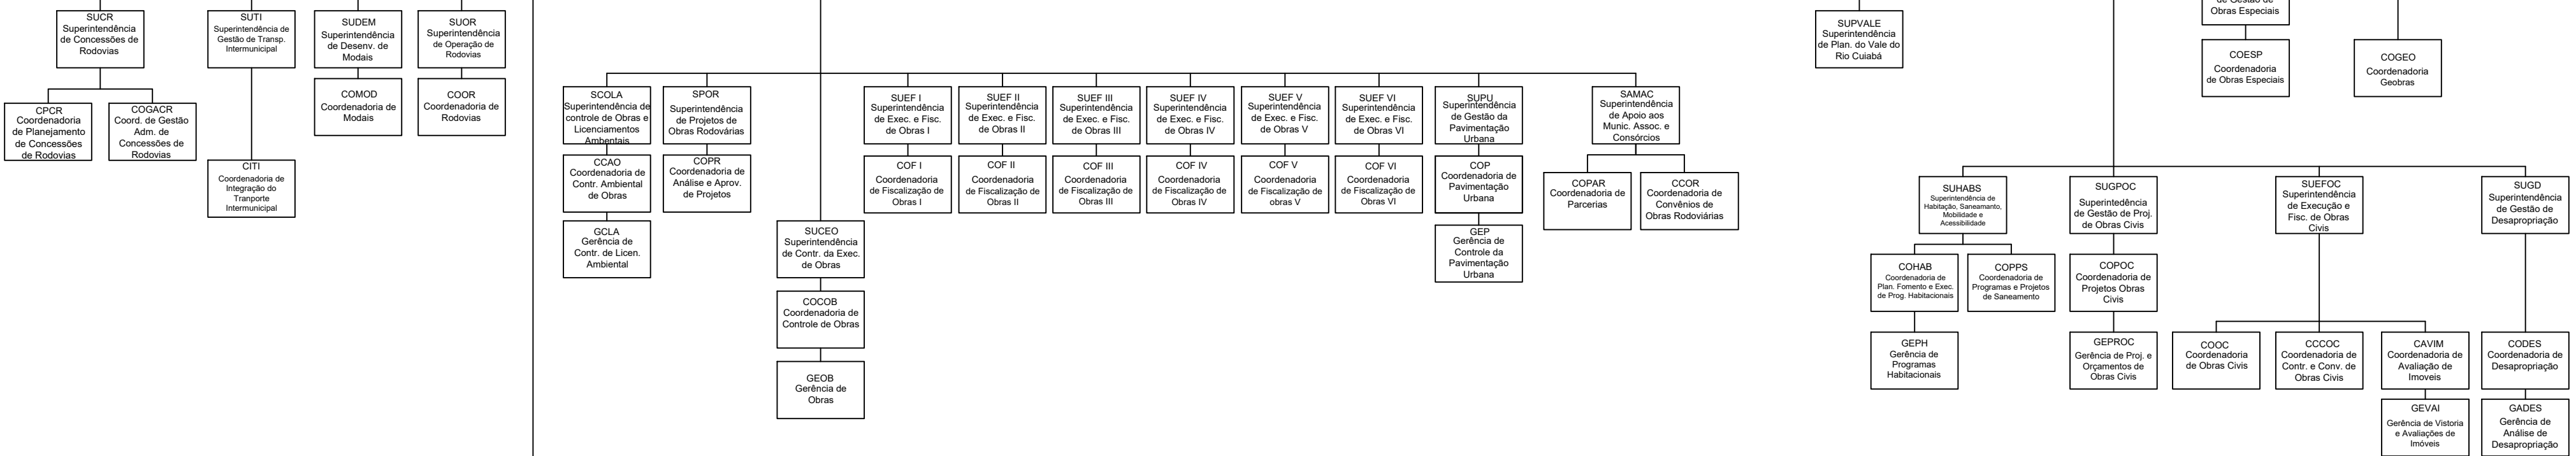 SUCR
Superintendência
de Concessões de
Rodovias
CPCR
Coordenadoria
de Planejamento
de Concessões
de Rodovias
COGACR
Coord. de Gestão
Adm. de
Concessões de
Rodovias
SUTI
Superintendência de
Gestão de Transp.
Intermunicipal
CITI
Coordenadoria de
Integração do
Tranporte
Intermunicipal
SUDEM
Superintendência
de Desenv. de
Modais
COMOD
Coordenadoria de
Modais
SUOR
Superintendência
de Operação de
Rodovias
COOR
Coordenadoria de
Rodovias
SCOLA
Superintendência de
controle de Obras e
Licenciamentos
Ambentais
CCAO
Coordenadoria de
Contr. Ambiental
de Obras
GCLA
Gerência de
Contr. de Licen.
Ambiental
SPOR
Superintendência
de Projetos de
Obras Rodovárias
COPR
Coordenadoria de
Análise e Aprov.
de Projetos
SUCEO
Superintendência
de Contr. da Exec.
de Obras
COCOB
Coordenadoria de
Controle de Obras
GEOB
Gerência de
Obras
SUEF I
Superintendência
de Exec. e Fisc.
de Obras I
COF I
Coordenadoria
de Fiscalização de
Obras I
SUEF II
Superintendência
de Exec. e Fisc.
de Obras II
COF II
Coordenadoria
de Fiscalização de
Obras II
SUEF III
Superintendência
de Exec. e Fisc.
de Obras III
COF III
Coordenadoria
de Fiscalização de
Obras III
SUEF IV
Superintendência
de Exec. e Fisc.
de Obras IV
COF IV
Coordenadoria
de Fiscalização de
Obras IV
SUEF V
Superintendência
de Exec. e Fisc.
de Obras V
COF V
Coordenadoria
de Fiscalização de
obras V
SUEF VI
Superintendência
de Exec. e Fisc.
de Obras VI
COF VI
Coordenadoria
de Fiscalização de
Obras VI
SUPU
Superintendência
de Gestão da
Pavimentação
Urbana
COP
Coordenadoria de
Pavimentação
Urbana
GEP
Gerência de
Controle da
Pavimentação
Urbana
SAMAC
Superintendência
de Apoio aos
Munic. Assoc. e
Consórcios
COPAR
Coordenadoria de
Parcerias
CCOR
Coordenadoria de
Convênios de
Obras Rodoviárias
SUPVALE
Superintendência
de Plan. do Vale do
Rio Cuiabá
de Gestão de
Obras Especiais
COESP
Coordenadoria
de Obras Especiais
COGEO
Coordenadoria
Geobras
SUHABS
Superintendência de
Habitação, Saneamanto,
Mobilidade e
Acessibilidade
COHAB
Coordenadoria de
Plan. Fomento e Exec.
de Prog. Habitacionais
GEPH
Gerência de
Programas
Habitacionais
COPPS
Coordenadoria de
Programas e Projetos
de Saneamento
SUGPOC
Superintedência
de Gestão de Proj.
de Obras Civis
COPOC
Coordenadoria de
Projetos Obras
Civis
GEPROC
Gerência de Proj. e
Orçamentos de
Obras Civis
SUEFOC
Superintendência
de Execução e
Fisc. de Obras
Civis
COOC
Coordenadoria
de Obras Civis
CCCOC
Coordenadoria de
Contr. e Conv. de
Obras Civis
CAVIM
Coordenadoria de
Avaliação de
Imoveis
GEVAI
Gerência de Vistoria
e Avaliações de
Imóveis
SUGD
Superintendência
de Gestão de
Desapropriação
CODES
Coordenadoria de
Desapropriação
GADES
Gerência de
Análise de
Desapropriação